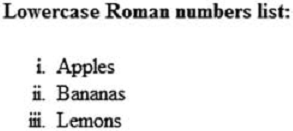 Lowercase Roman numbers list:
i. Apples
ii. Bananas
iii. Lemons